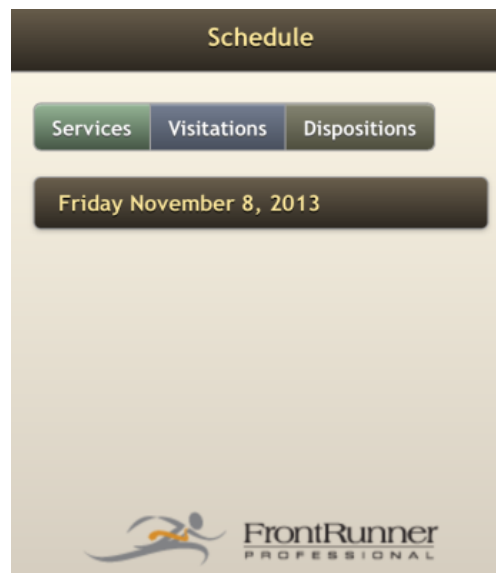 Schedule
Services Visitations Dispositions
Friday November 8, 2013
FrontRunner
PROFESSIONAL